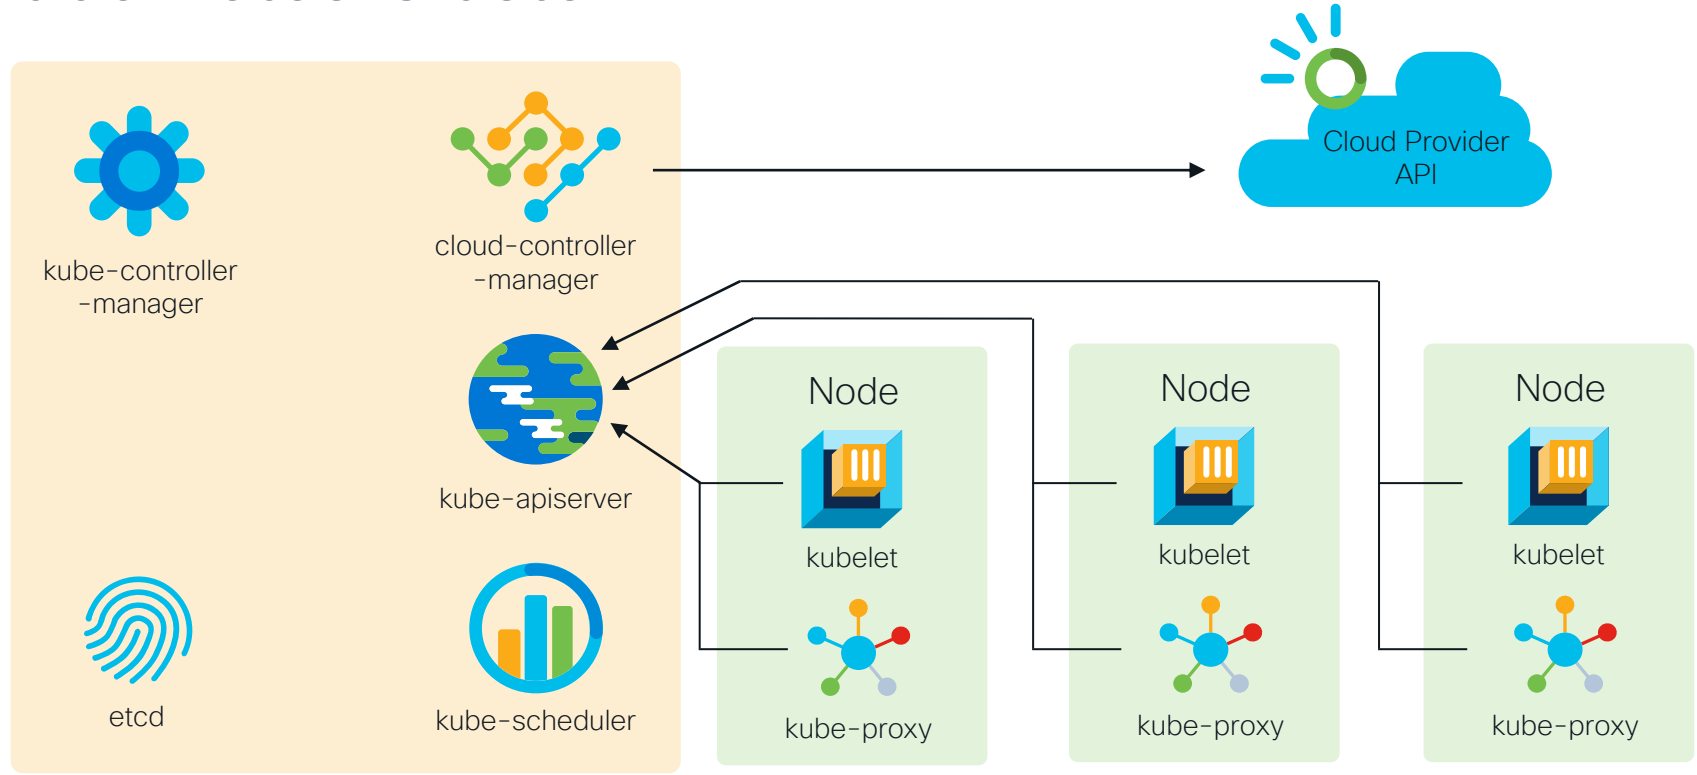 Cloud Provider
API
kube-controller
-manager
cloud-controller
-manager
kube-apiserver
etcd
kube-scheduler
Node
kubelet
kube-proxy
Node
kubelet
kube-proxy
Node
kubelet
kube-proxy